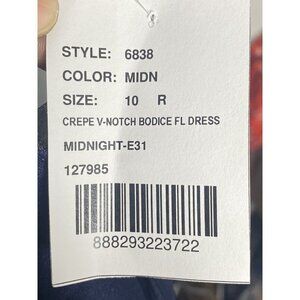 STYLE: 6838
COLOR: MIDN
SIZE: 10 R
CREPE V-NOTCH BODICE FL DRESS
MIDNIGHT-E31
127985
888293223722